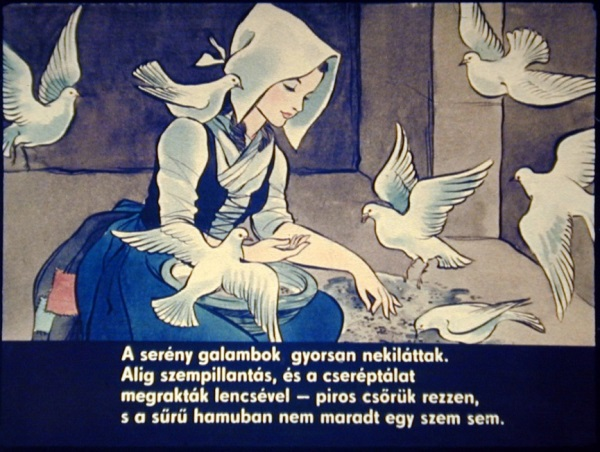 A serény galambok gyorsan nekiláttak.
Alig szempillantás, és a cseréptálat
megrakták lencsével — piros csőrük rezzen,
s a sűrű hamuban nem maradt egy szem sem.